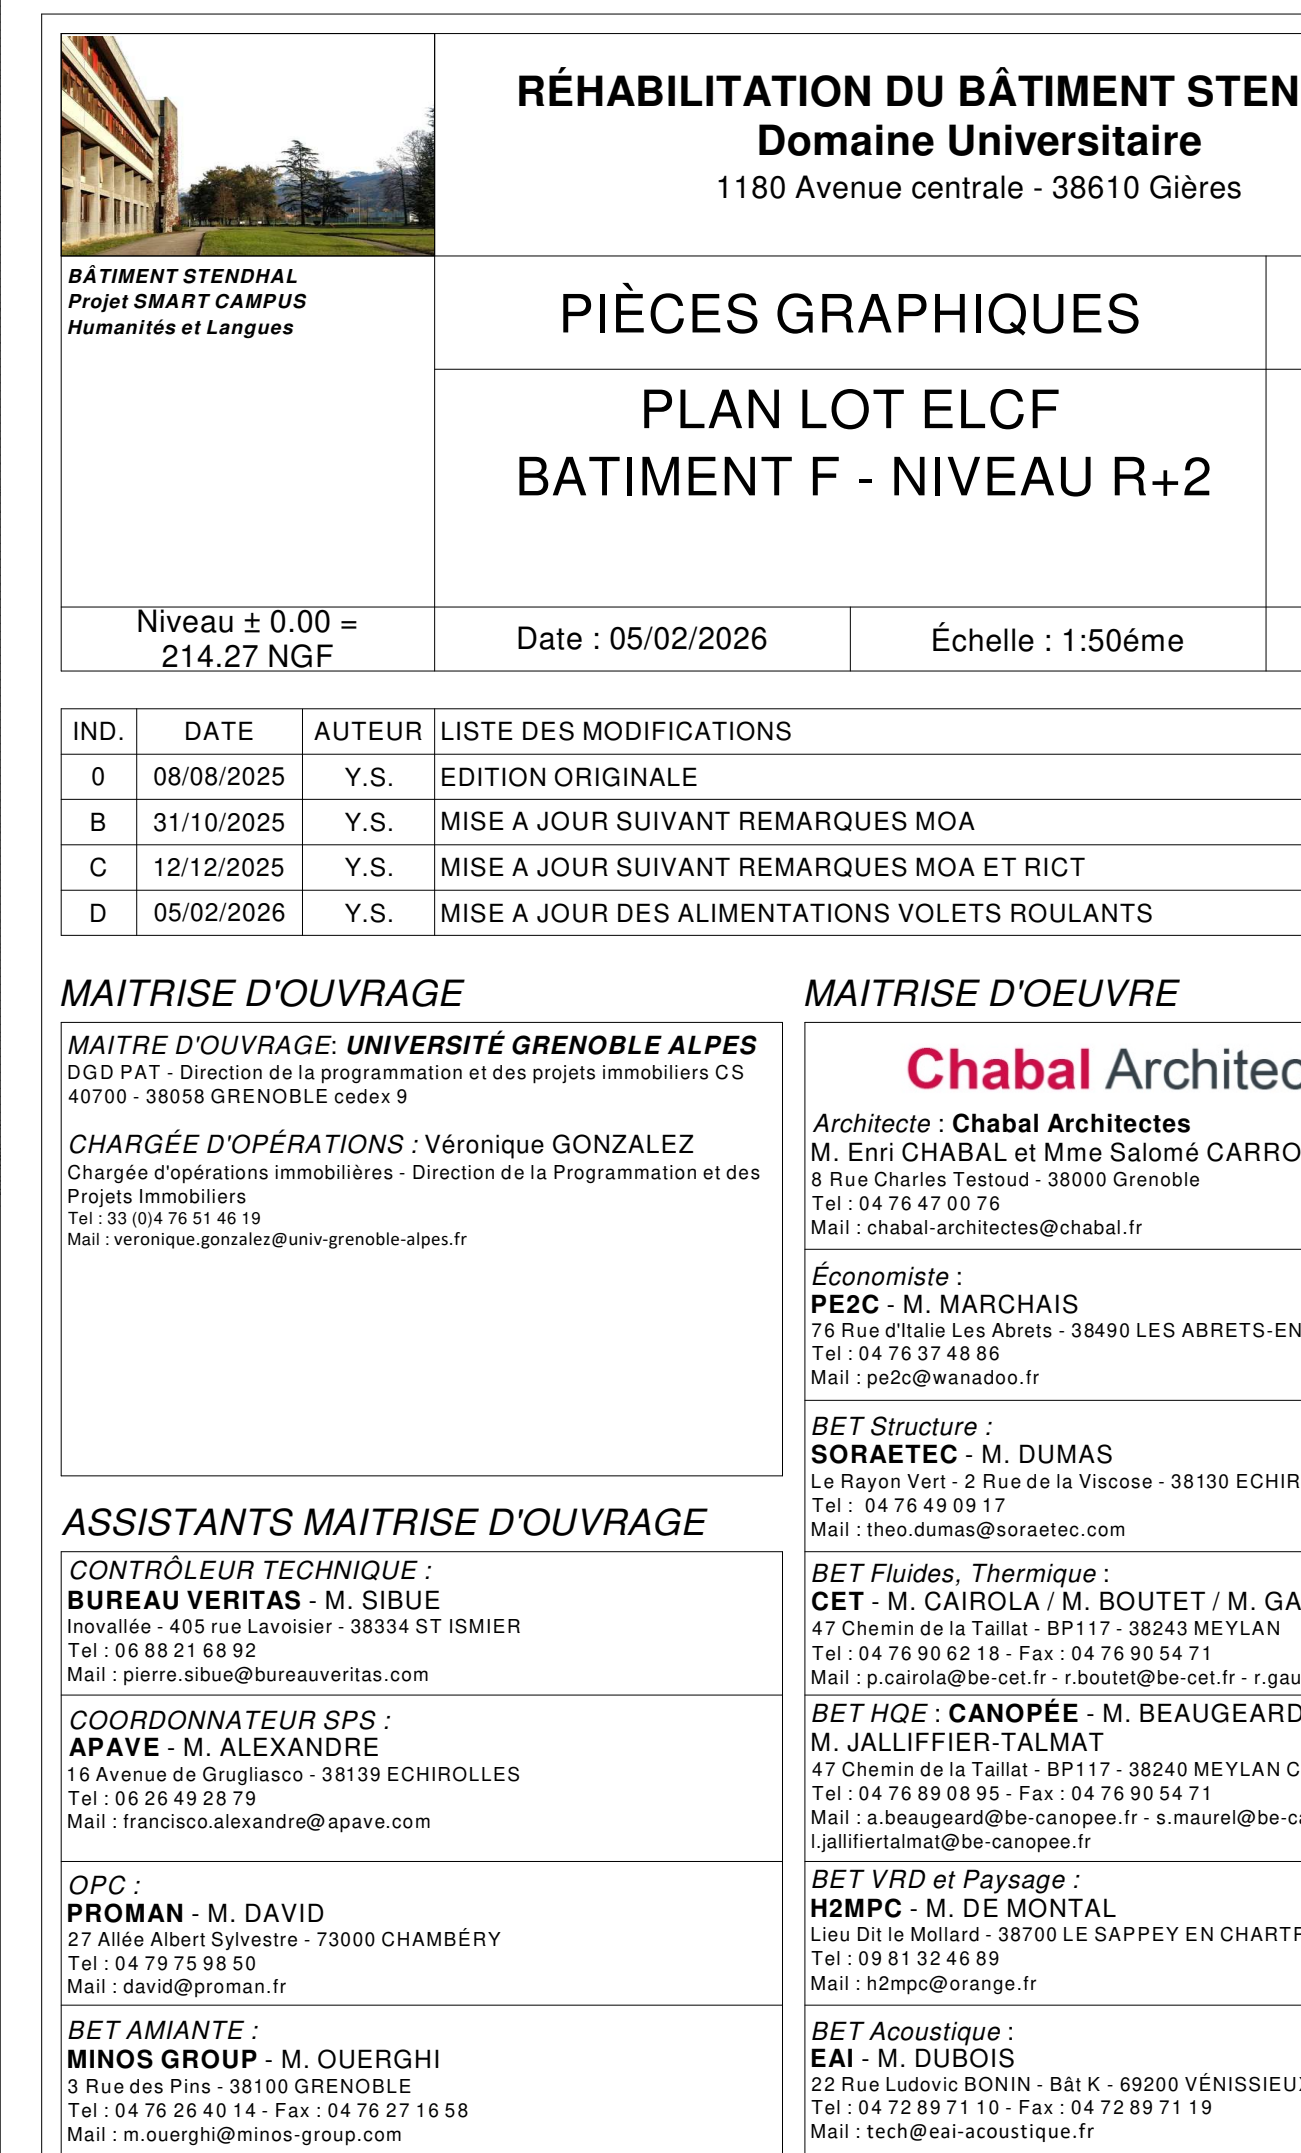 RÉHABILITATION DU BÂTIMENT STEN
Domaine Universitaire
1180 Avenue centrale - 38610 Gières
BÂTIMENT STENDHAL
Projet SMART CAMPUS
Humanités et Langues
PIÈCES GRAPHIQUES
PLAN LOT ELCF
BATIMENT F - NIVEAU R+2
Niveau ± 0.00 =
214.27 NGF
Date : 05/02/2026
Échelle : 1:50éme
IND. DATE AUTEUR LISTE DES MODIFICATIONS
0 08/08/2025 Y.S. EDITION ORIGINALE
B 31/10/2025 Y.S. MISE A JOUR SUIVANT REMARQUES MOA
C 12/12/2025 Y.S. MISE A JOUR SUIVANT REMARQUES MOA ET RICT
D 05/02/2026 Y.S. MISE A JOUR DES ALIMENTATIONS VOLETS ROULANTS
MAITRISE D'OUVRAGE
MAITRE D'OUVRAGE: UNIVERSITÉ GRENOBLE ALPES
DGD PAT - Direction de la programmation et des projets immobiliers CS
40700 - 38058 GRENOBLE cedex 9
CHARGÉE D'OPÉRATIONS : Véronique GONZALEZ
Chargée d'opérations immobilières - Direction de la Programmation et des
Projets Immobiliers
Tel : 33 (0)4 76 51 46 19
Mail : veronique.gonzalez@univ-grenoble-alpes.fr
ASSISTANTS MAITRISE D'OUVRAGE
CONTRÔLEUR TECHNIQUE :
BUREAU VERITAS - M. SIBUE
Inovallée - 405 rue Lavoisier - 38334 ST ISMIER
Tel : 06 88 21 68 92
Mail : pierre.sibue@bureauveritas.com
COORDONNATEUR SPS :
APAVE - M. ALEXANDRE
16 Avenue de Grugliasco - 38139 ECHIROLLES
Tel : 06 26 49 28 79
Mail : francisco.alexandre@apave.com
OPC :
PROMAN - M. DAVID
27 Allée Albert Sylvestre - 73000 CHAMBÉRY
Tel : 04 79 75 98 50
Mail : david@proman.fr
BET AMIANTE :
MINOS GROUP - M. OUERGHI
3 Rue des Pins - 38100 GRENOBLE
Tel : 04 76 26 40 14 - Fax : 04 76 27 16 58
Mail : m.ouerghi@minos-group.com
MAITRISE D'OEUVRE
Chabal Architec
Architecte : Chabal Architectes
M. Enri CHABAL et Mme Salomé CARRO
8 Rue Charles Testoud - 38000 Grenoble
Tel : 04 76 47 00 76
Mail : chabal-architectes@chabal.fr
Économiste :
PE2C - M. MARCHAIS
76 Rue d'Italie Les Abrets - 38490 LES ABRETS-EN
Tel : 04 76 37 48 86
Mail : pe2c@wanadoo.fr
BET Structure :
SORAETEC - M. DUMAS
Le Rayon Vert - 2 Rue de la Viscose - 38130 ECHIR
Tel : 04 76 49 09 17
Mail : theo.dumas@soraetec.com
BET Fluides, Thermique :
CET - M. CAIROLA / M. BOUTET / M. GA
47 Chemin de la Taillat - BP117 - 38243 MEYLAN
Tel : 04 76 90 62 18 - Fax : 04 76 90 54 71
Mail : p.cairola@be-cet.fr - r.boutet@be-cet.fr - r.gau
BET HQE : CANOPÉE - M. BEAUGEARD
M. JALLIFFIER-TALMAT
47 Chemin de la Taillat - BP117 - 38240 MEYLAN C
Tel : 04 76 89 08 95 - Fax : 04 76 90 54 71
Mail : a.beaugeard@be-canopee.fr - s.maurel@be-ca
l.jallifiertalmat@be-canopee.fr
BET VRD et Paysage :
H2MPC - M. DE MONTAL
Lieu Dit le Mollard - 38700 LE SAPPEY EN CHARTR
Tel : 09 81 32 46 89
Mail : h2mpc@orange.fr
BET Acoustique :
EAI - M. DUBOIS
22 Rue Ludovic BONIN - Bât K - 69200 VÉNISSIEUX
Tel : 04 72 89 71 10 - Fax : 04 72 89 71 19
Mail : tech@eai-acoustique.fr